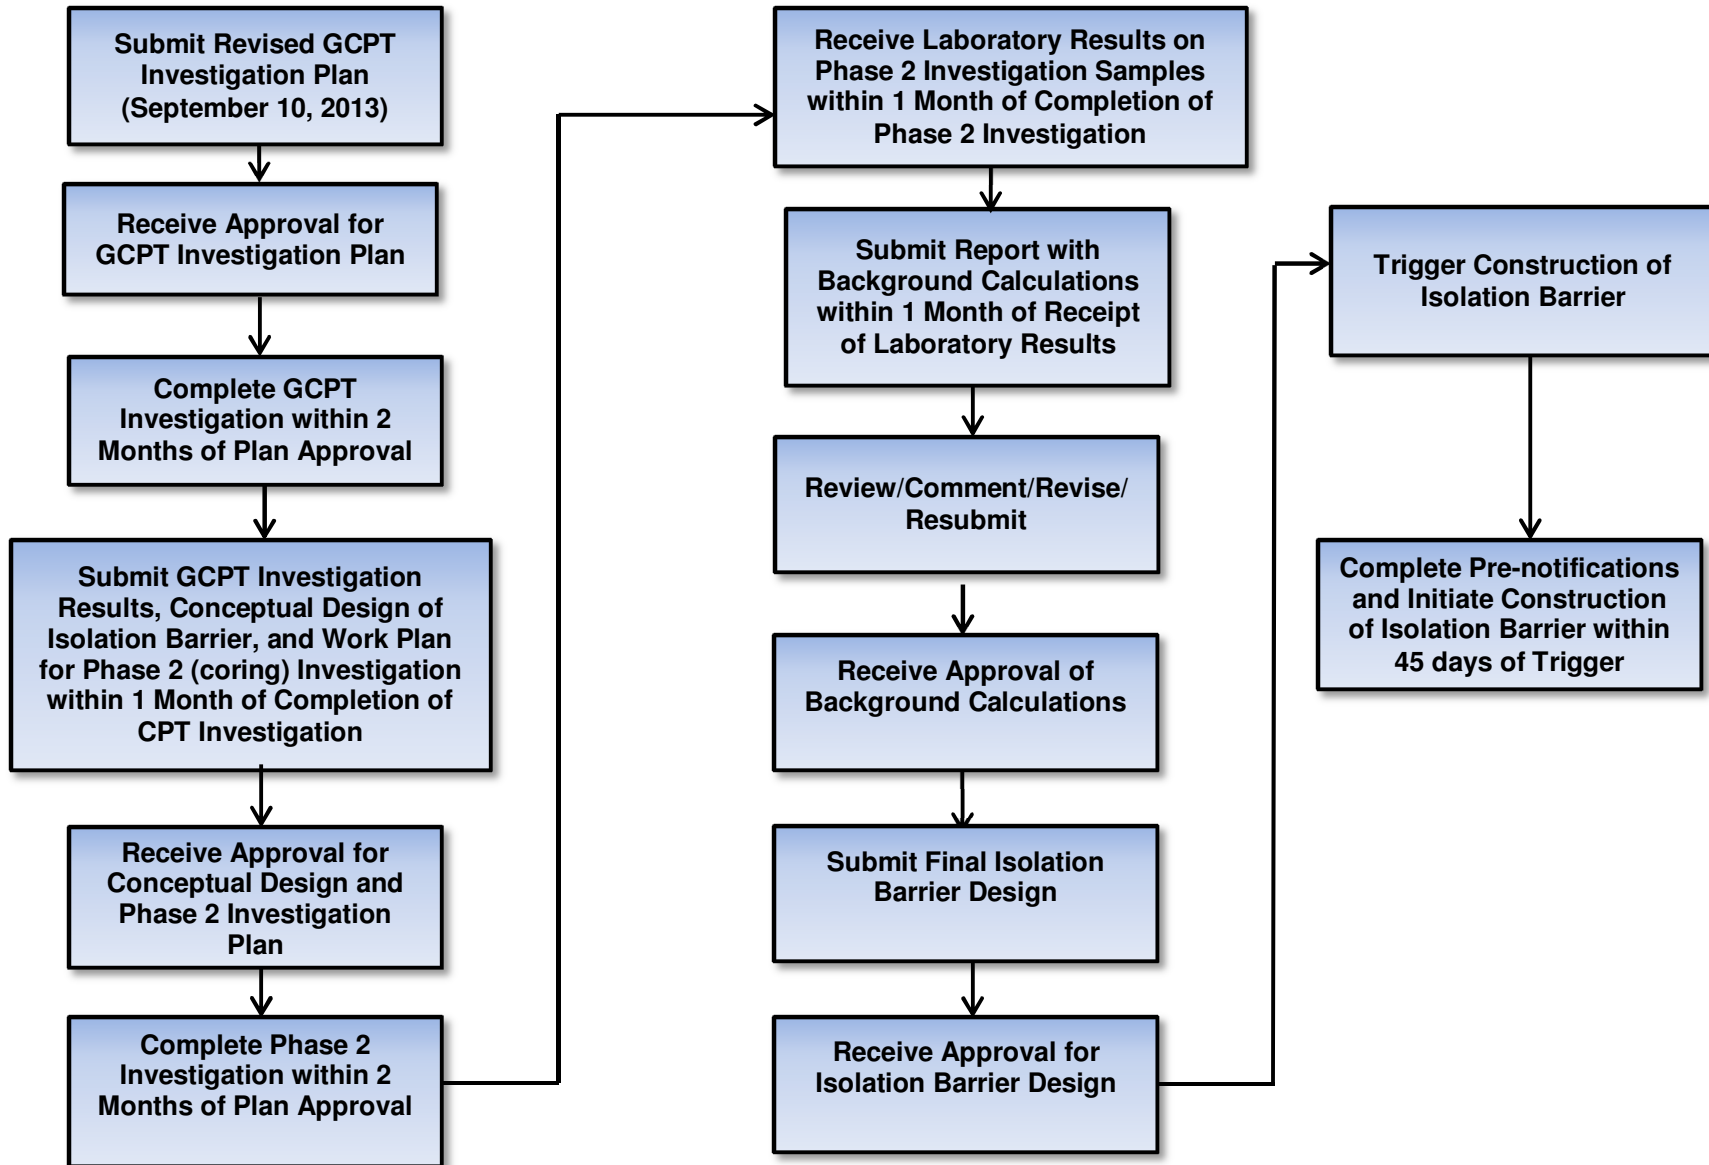 Submit Revised GCPT
Investigation Plan
(September 10, 2013)
Receive Approval for
GCPT Investigation Plan
Complete GCPT
Investigation within 2
Months of Plan Approval
Submit GCPT Investigation
Results, Conceptual Design of
Isolation Barrier, and Work Plan
for Phase 2 (coring) Investigation
within 1 Month of Completion of
CPT Investigation
Receive Approval for
Conceptual Design and
Phase 2 Investigation
Plan
Complete Phase 2
Investigation within 2
Months of Plan Approval
Receive Laboratory Results on
Phase 2 Investigation Samples
within 1 Month of Completion of
Phase 2 Investigation
Submit Report with
Background Calculations
within 1 Month of Receipt
of Laboratory Results
Review/Comment/Revise/
Resubmit
Receive Approval of
Background Calculations
Submit Final Isolation
Barrier Design
Receive Approval for
Isolation Barrier Design
Trigger Construction of
Isolation Barrier
Complete Pre-notifications
and Initiate Construction
of Isolation Barrier within
45 days of Trigger